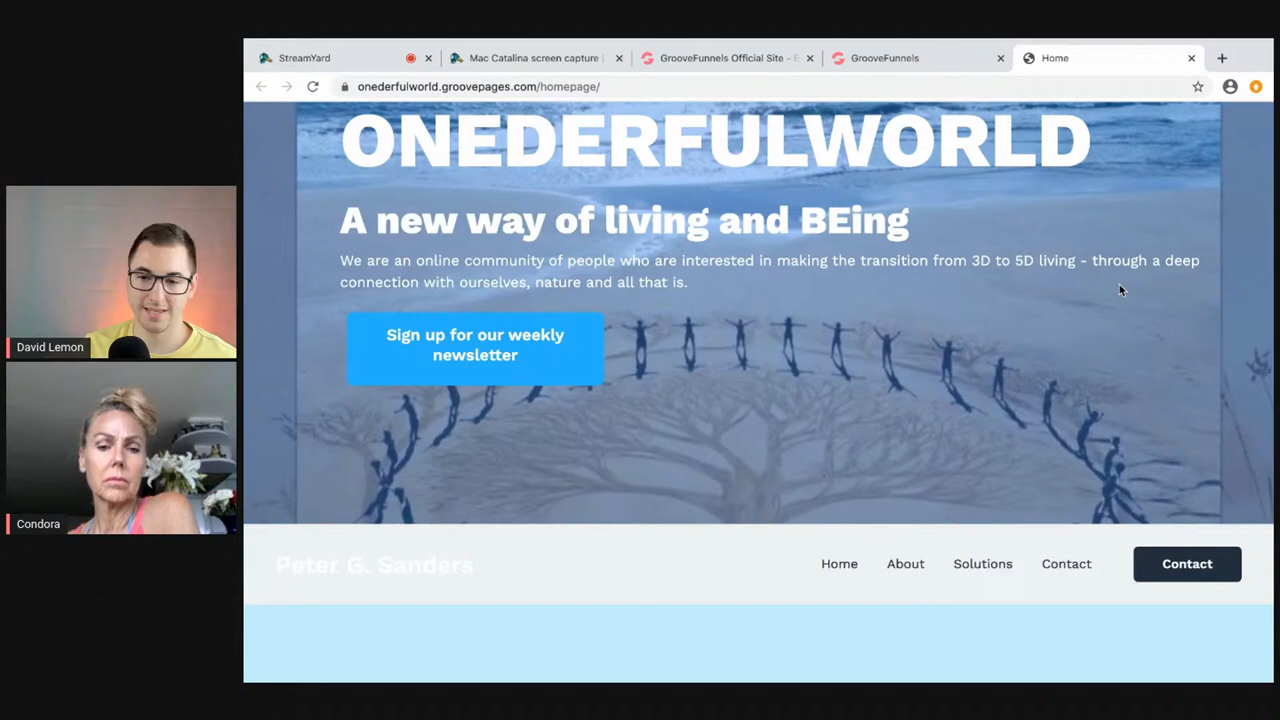 StreamYard
Mac Catalina screen capture |
GrooveFunnels Official Site -
GrooveFunnels
Home
onederfulworld.groovepages.com/homepage/
ONEDERFULWORLD
A new way of living and BEing
We are an online community of people who are interested in making the transition from 3D to 5D living - through a deep
connection with ourselves, nature and all that is.
Sign up for our weekly
newsletter
David Lemon
Condora
Peter G. Sanders
Home
About
Solutions
Contact
Contact